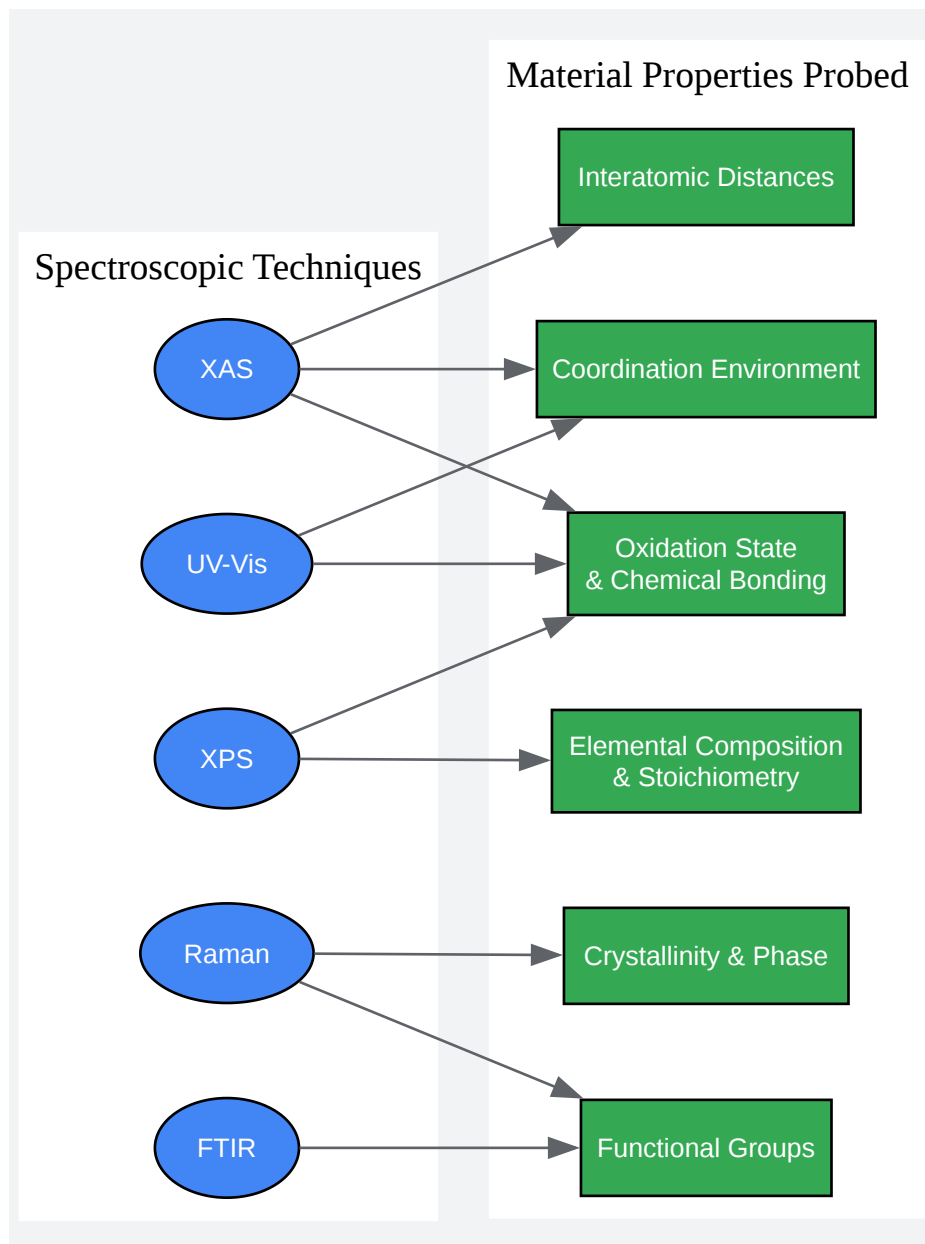 Material Properties Probed
Interatomic Distances
Spectroscopic Techniques
XAS
Coordination Environment
UV-Vis
Oxidation State
& Chemical Bonding
XPS
Elemental Composition
& Stoichiometry
Raman
Crystallinity & Phase
FTIR
Functional Groups